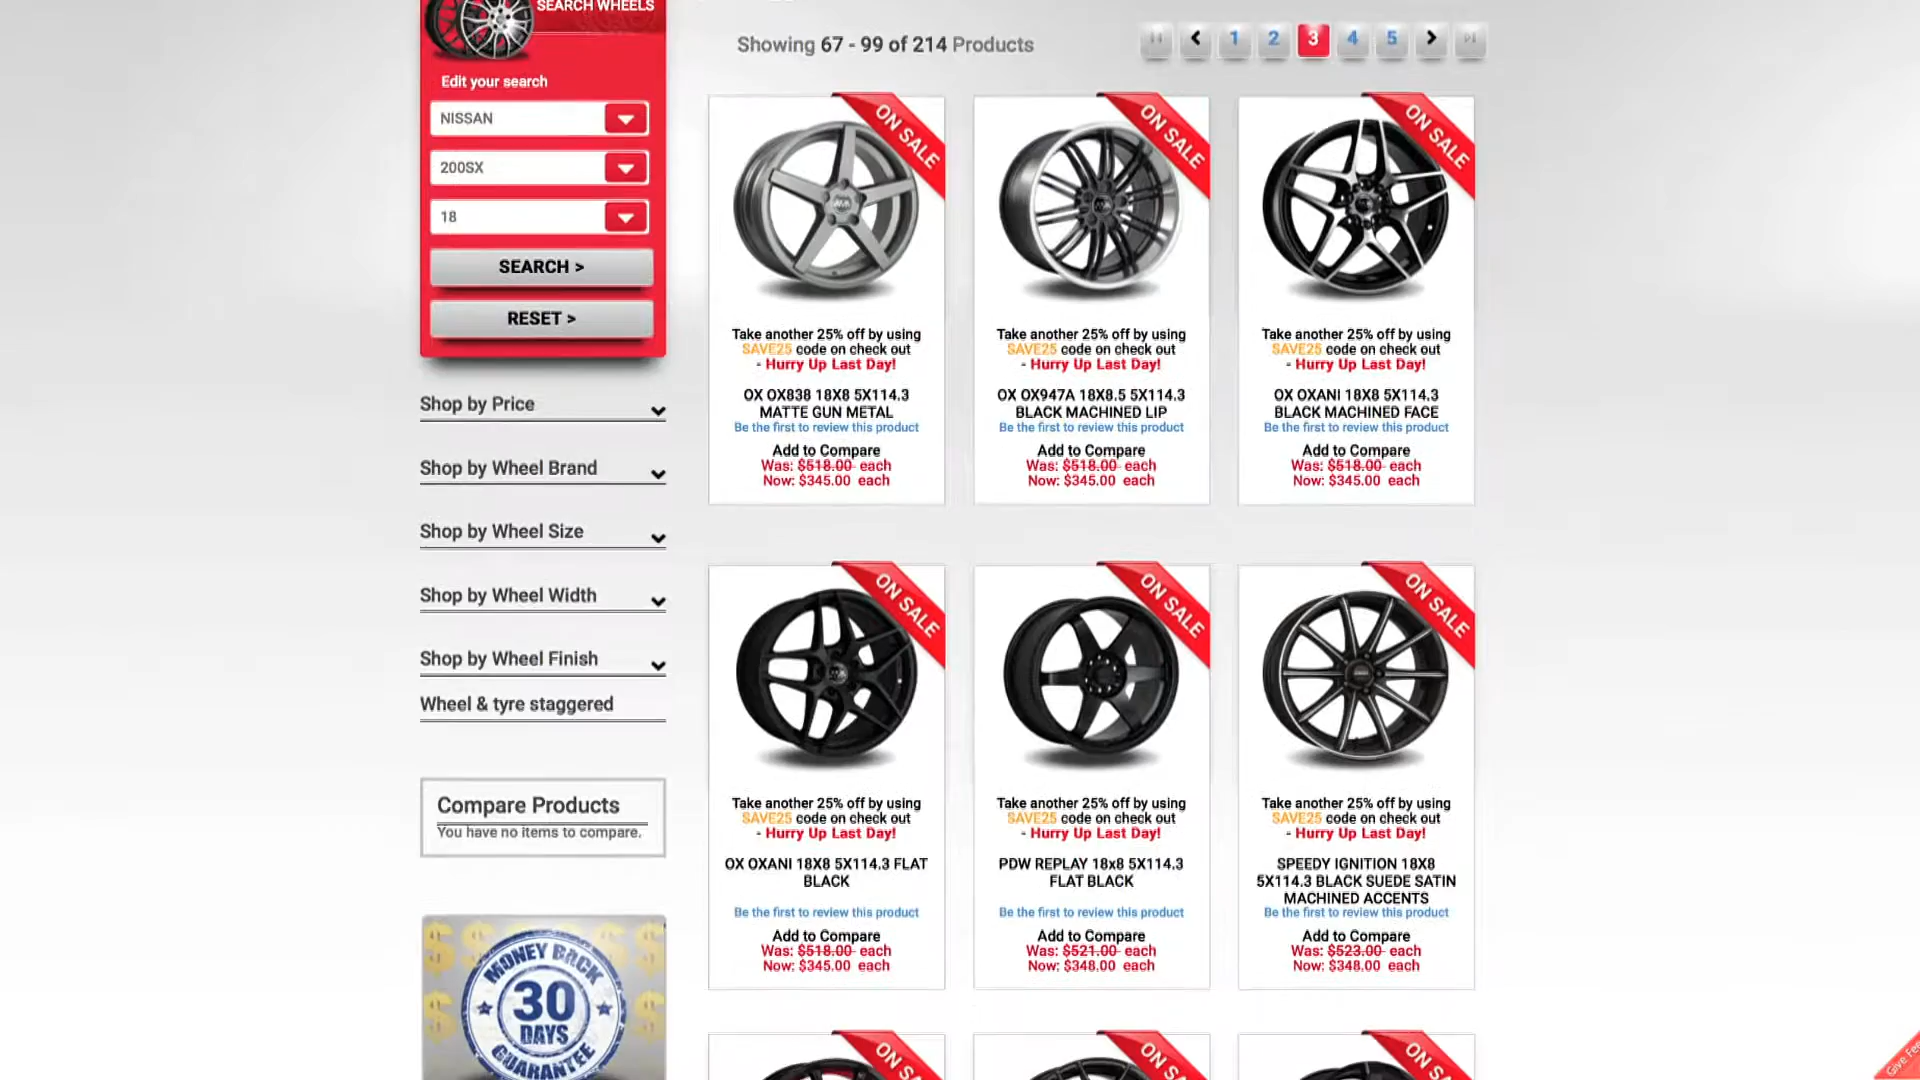 SEARCH WHEELS
Edit your search
NISSAN
200SX
18
SEARCH >
RESET >
Shop by Price
Shop by Wheel Brand
Shop by Wheel Size
Shop by Wheel Width
Shop by Wheel Finish
Wheel & tyre staggered
Compare Products
You have no items to compare.
MONEY BACK
30
DAYS
GUARANTEE
Showing 67 - 99 of 214 Products
1 2 3 4 5
ON SALE
Take another 25% off by using
SAVE25 code on check out
- Hurry Up Last Day!
OX OX838 18X8 5X114.3
MATTE GUN METAL
Be the first to review this product
Add to Compare
Was: $518.00 each
Now: $345.00 each
ON SALE
Take another 25% off by using
SAVE25 code on check out
- Hurry Up Last Day!
OX OX947A 18X8.5 5X114.3
BLACK MACHINED LIP
Be the first to review this product
Add to Compare
Was: $518.00 each
Now: $345.00 each
ON SALE
Take another 25% off by using
SAVE25 code on check out
- Hurry Up Last Day!
OX OXANI 18X8 5X114.3
BLACK MACHINED FACE
Be the first to review this product
Add to Compare
Was: $518.00 each
Now: $345.00 each
ON SALE
Take another 25% off by using
SAVE25 code on check out
- Hurry Up Last Day!
OX OXANI 18X8 5X114.3 FLAT
BLACK
Be the first to review this product
Add to Compare
Was: $518.00 each
Now: $345.00 each
ON SALE
Take another 25% off by using
SAVE25 code on check out
- Hurry Up Last Day!
PDW REPLAY 18x8 5X114.3
FLAT BLACK
Be the first to review this product
Add to Compare
Was: $521.00 each
Now: $348.00 each
ON SALE
Take another 25% off by using
SAVE25 code on check out
- Hurry Up Last Day!
SPEEDY IGNITION 18X8
5X114.3 BLACK SUEDE SATIN
MACHINED ACCENTS
Be the first to review this product
Add to Compare
Was: $523.00 each
Now: $348.00 each
ON SA
ON SA
ON SA
Give Fee